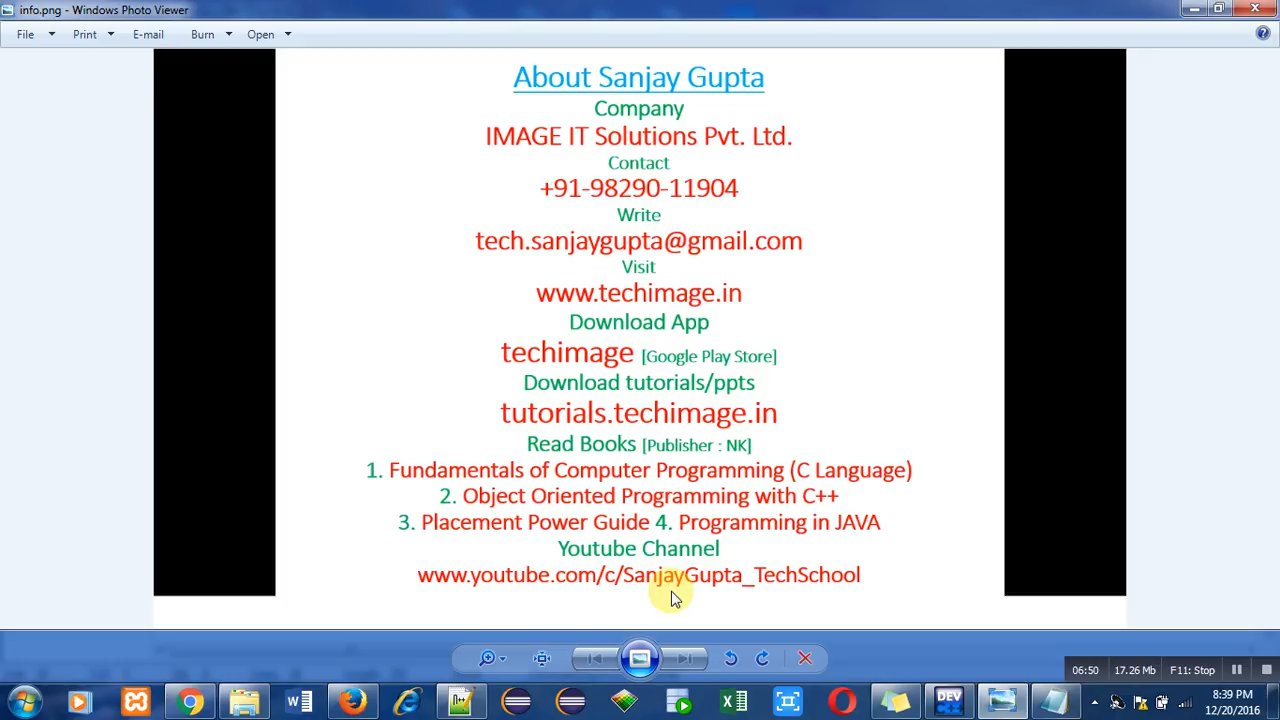 info.png - Windows Photo Viewer
File Print E-mail Burn Open
About Sanjay Gupta
Company
IMAGE IT Solutions Pvt. Ltd.
Contact
+91-98290-11904
Write
tech.sanjaygupta@gmail.com
Visit
www.techimage.in
Download App
techimage [Google Play Store]
Download tutorials/ppts
tutorials.techimage.in
Read Books [Publisher : NK]
1. Fundamentals of Computer Programming (C Language)
2. Object Oriented Programming with C++
3. Placement Power Guide 4. Programming in JAVA
Youtube Channel
www.youtube.com/c/SanjayGupta_TechSchool
06:50 17.26 Mb F11: Stop
DEV
8:39 PM
12/20/2016